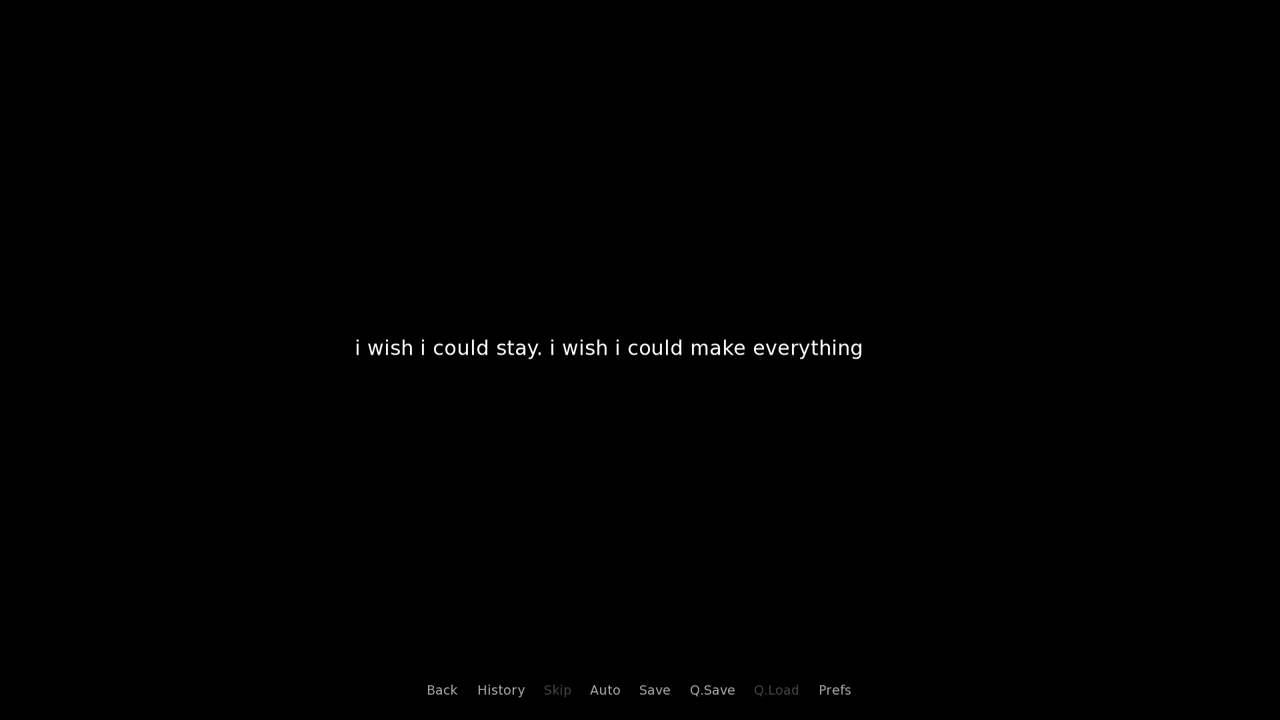 i wish i could stay. i wish i could make everything
Back History Skip Auto Save Q.Save Q.Load Prefs